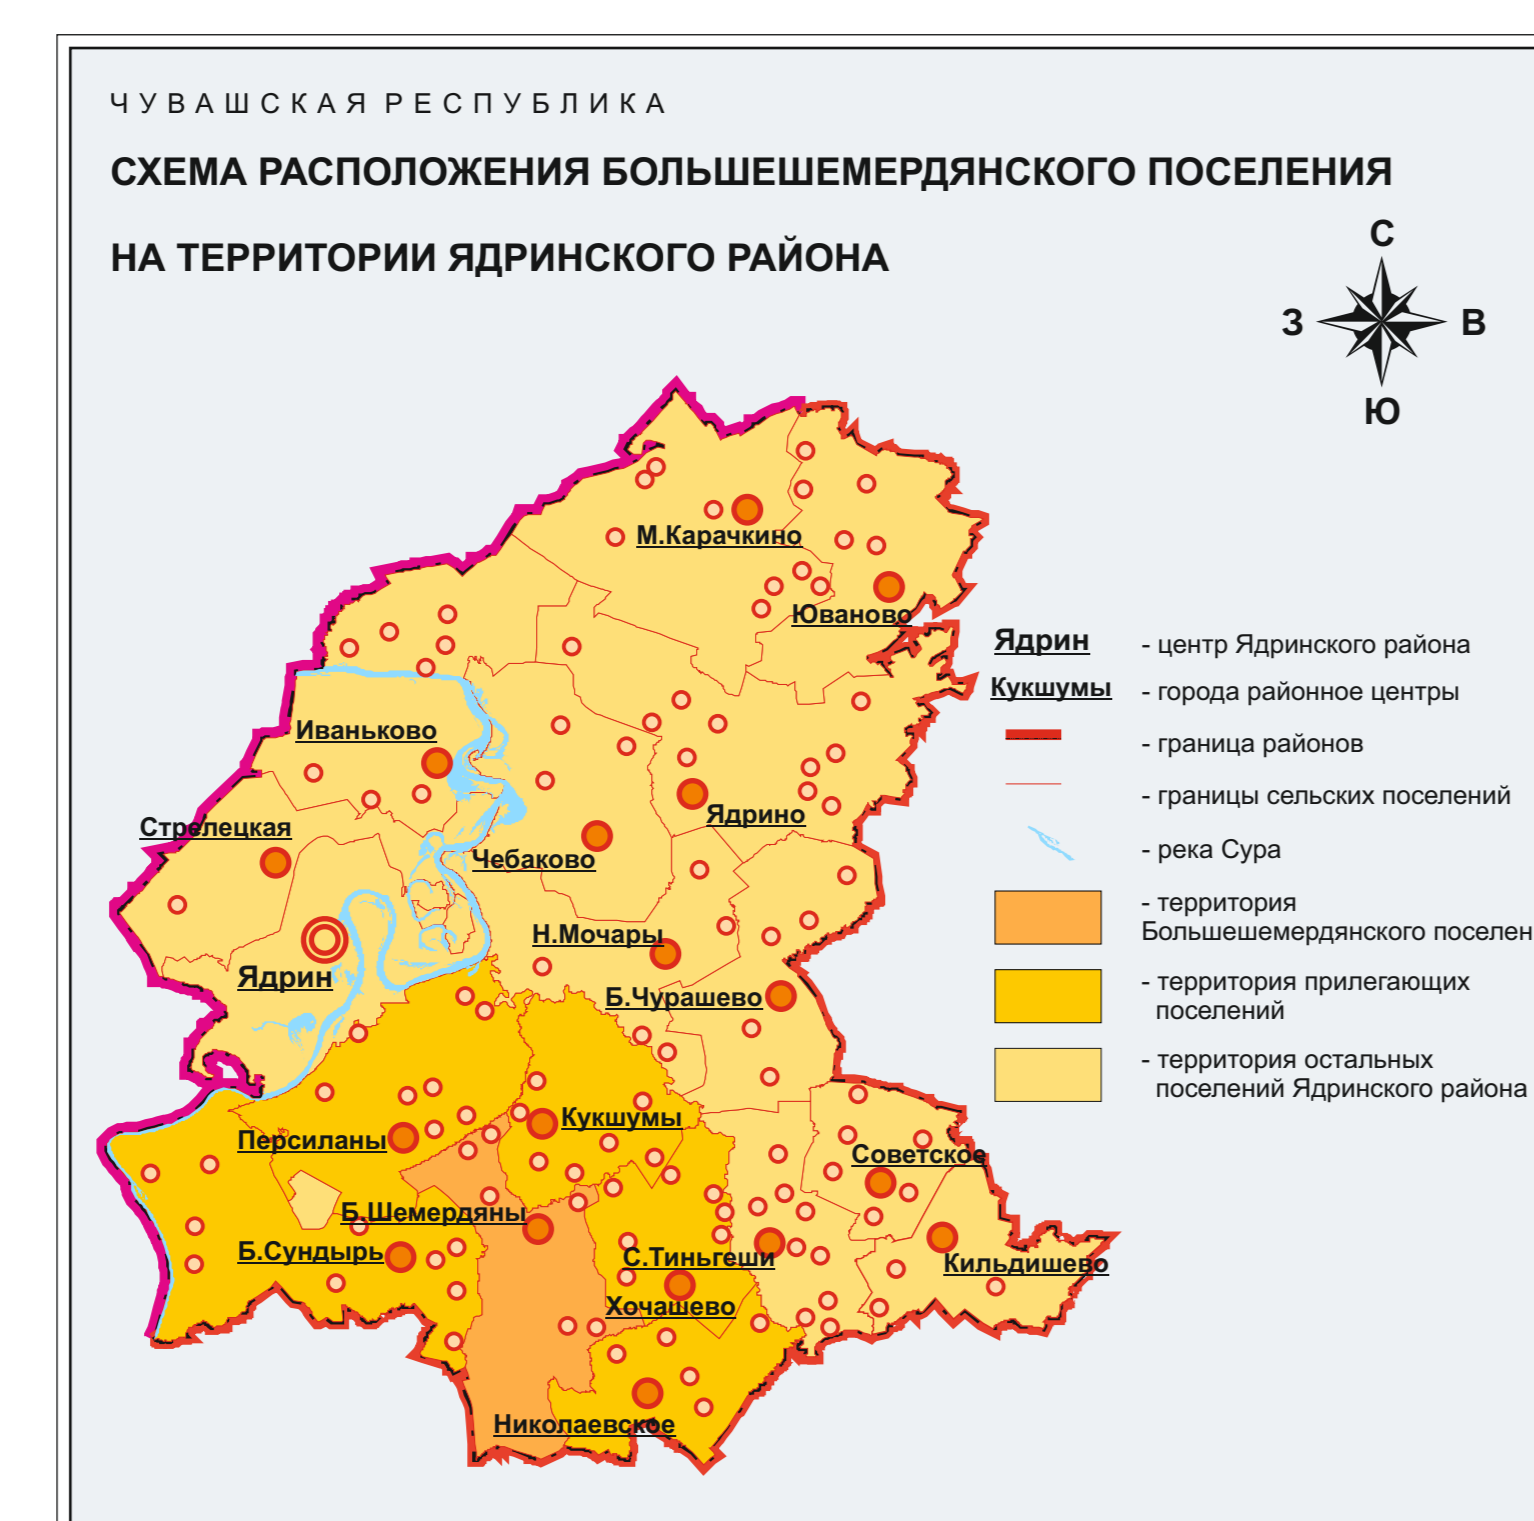 ЧУВАШСКАЯ РЕСПУБЛИКА
СХЕМА РАСПОЛОЖЕНИЯ БОЛЬШЕШЕМЕРДЯНСКОГО ПОСЕЛЕНИЯ
НА ТЕРРИТОРИИ ЯДРИНСКОГО РАЙОНА
С
З
В
Ю
М.Карачкино
Юваново
Иваньково
Стрелецкая
Ядрино
Чебаково
Н.Мочары
Ядрин
Б.Чурашево
Кукшумы
Персиланы
Советское
Б.Шемердяны
Б.Сундырь
С.Тиньгеши
Кильдишево
Хочашево
Николаевское
Ядрин - центр Ядринского района
Кукшумы - города районное центры
- граница районов
- границы сельских поселений
- река Сура
- территория
Большешемердянского поселен
- территория прилегающих
поселений
- территория остальных
поселений Ядринского района